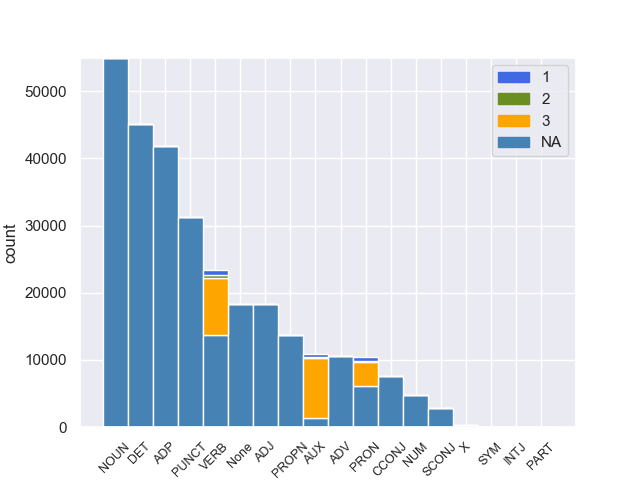 1
2
3
NA
50000
40000
30000
20000
10000
0
count
NOUN
DET
ADP
PUNCT
VERB
None
ADJ
PROPN
AUX
ADV
PRON
CCONJ
NUM
SCONJ
X
SYM
INTJ
PART